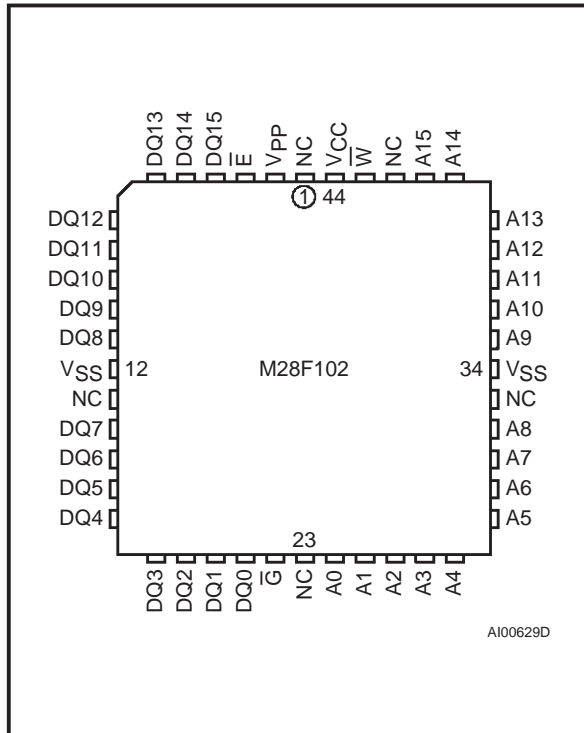 DQ13
DQ14
DQ15
E̅
VPP
NC
VCC
W̅
NC
A15
A14
1 44
DQ12
DQ11
DQ10
DQ9
DQ8
VSS 12
NC
DQ7
DQ6
DQ5
DQ4
M28F102
A13
A12
A11
A10
A9
34 VSS
NC
A8
A7
A6
A5
23
DQ3
DQ2
DQ1
DQ0
G̅
NC
A0
A1
A2
A3
A4
AI00629D